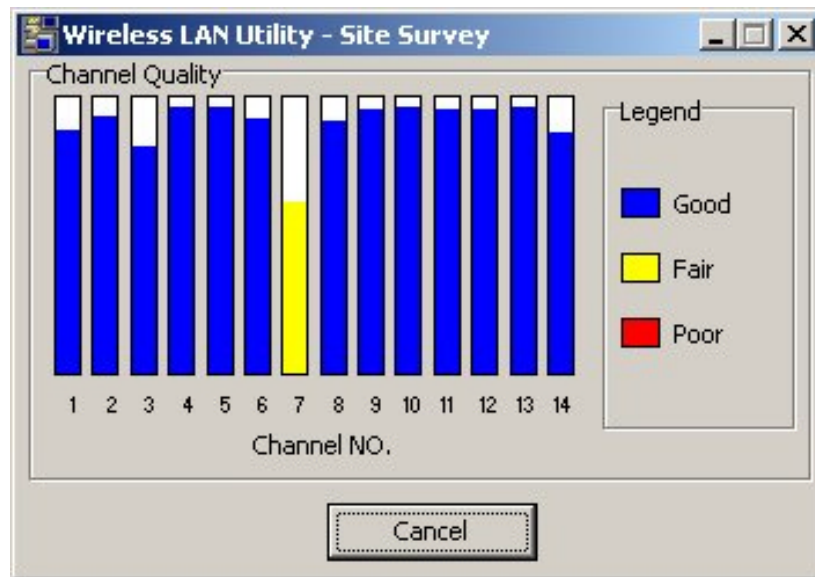 Wireless LAN Utility - Site Survey
Channel Quality
Legend
Good
Fair
Poor
1 2 3 4 5 6 7 8 9 10 11 12 13 14
Channel NO.
Cancel